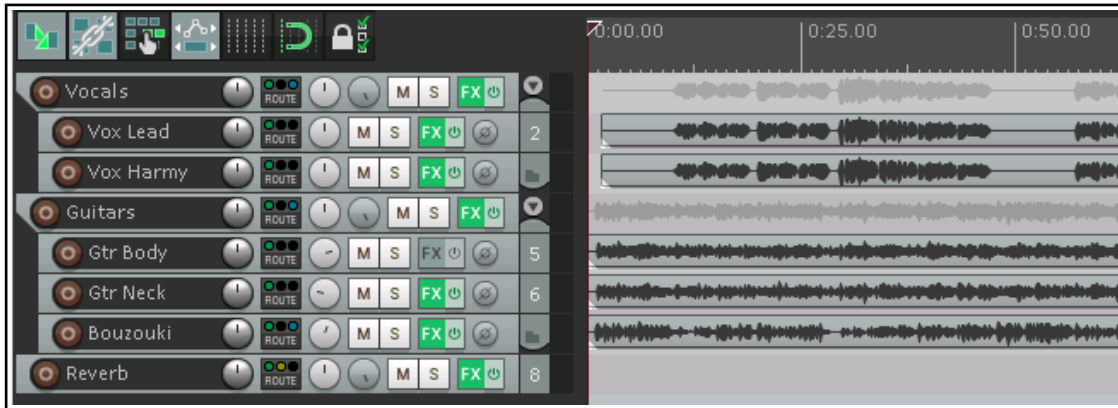 0:00.00 0:25.00 0:50.00
Vocals ROUTE M S FX
Vox Lead ROUTE M S FX 2
Vox Harmy ROUTE M S FX
Guitars ROUTE M S FX
Gtr Body ROUTE M S FX 5
Gtr Neck ROUTE M S FX 6
Bouzouki ROUTE M S FX
Reverb ROUTE M S FX 8